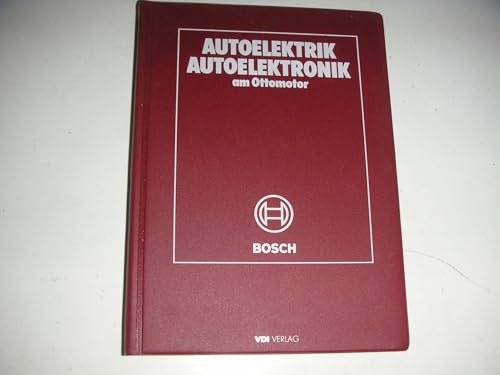 AUTOELEKTRIK
AUTOELEKTRONIK
am Ottomotor
BOSCH
VDI VERLAG